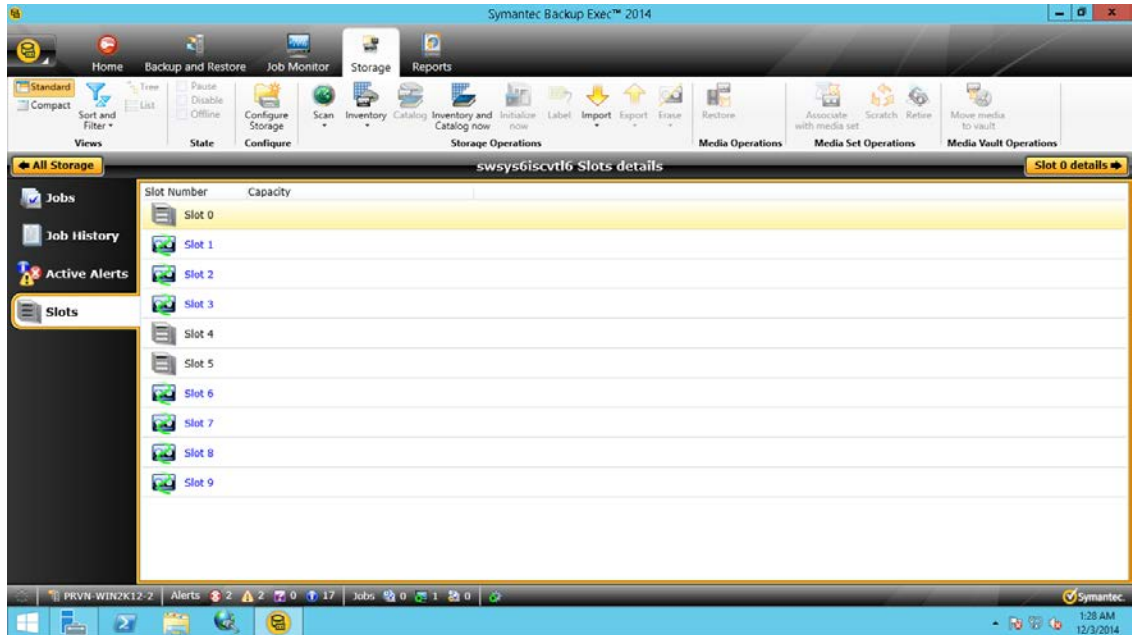 Symantec Backup Exec™ 2014
Home
Backup and Restore
Job Monitor
Storage
Reports
Standard
Compact
Sort and Filter
Tree
List
Views
Pause
Disable
Offline
State
Configure Storage
Configure
Scan
Inventory
Catalog
Inventory and Catalog now
Initialize now
Label
Import
Export
Erase
Storage Operations
Restore
Media Operations
Associate with media set
Scratch
Retire
Media Set Operations
Move media to vault
Media Vault Operations
All Storage
swsys6iscvtl6 Slots details
Slot 0 details
Jobs
Job History
Active Alerts
Slots
Slot Number Capacity
Slot 0
Slot 1
Slot 2
Slot 3
Slot 4
Slot 5
Slot 6
Slot 7
Slot 8
Slot 9
PRVN-WIN2K12-2 Alerts 2 2 0 17 Jobs 0 1 0
Symantec.
1:28 AM
12/3/2014